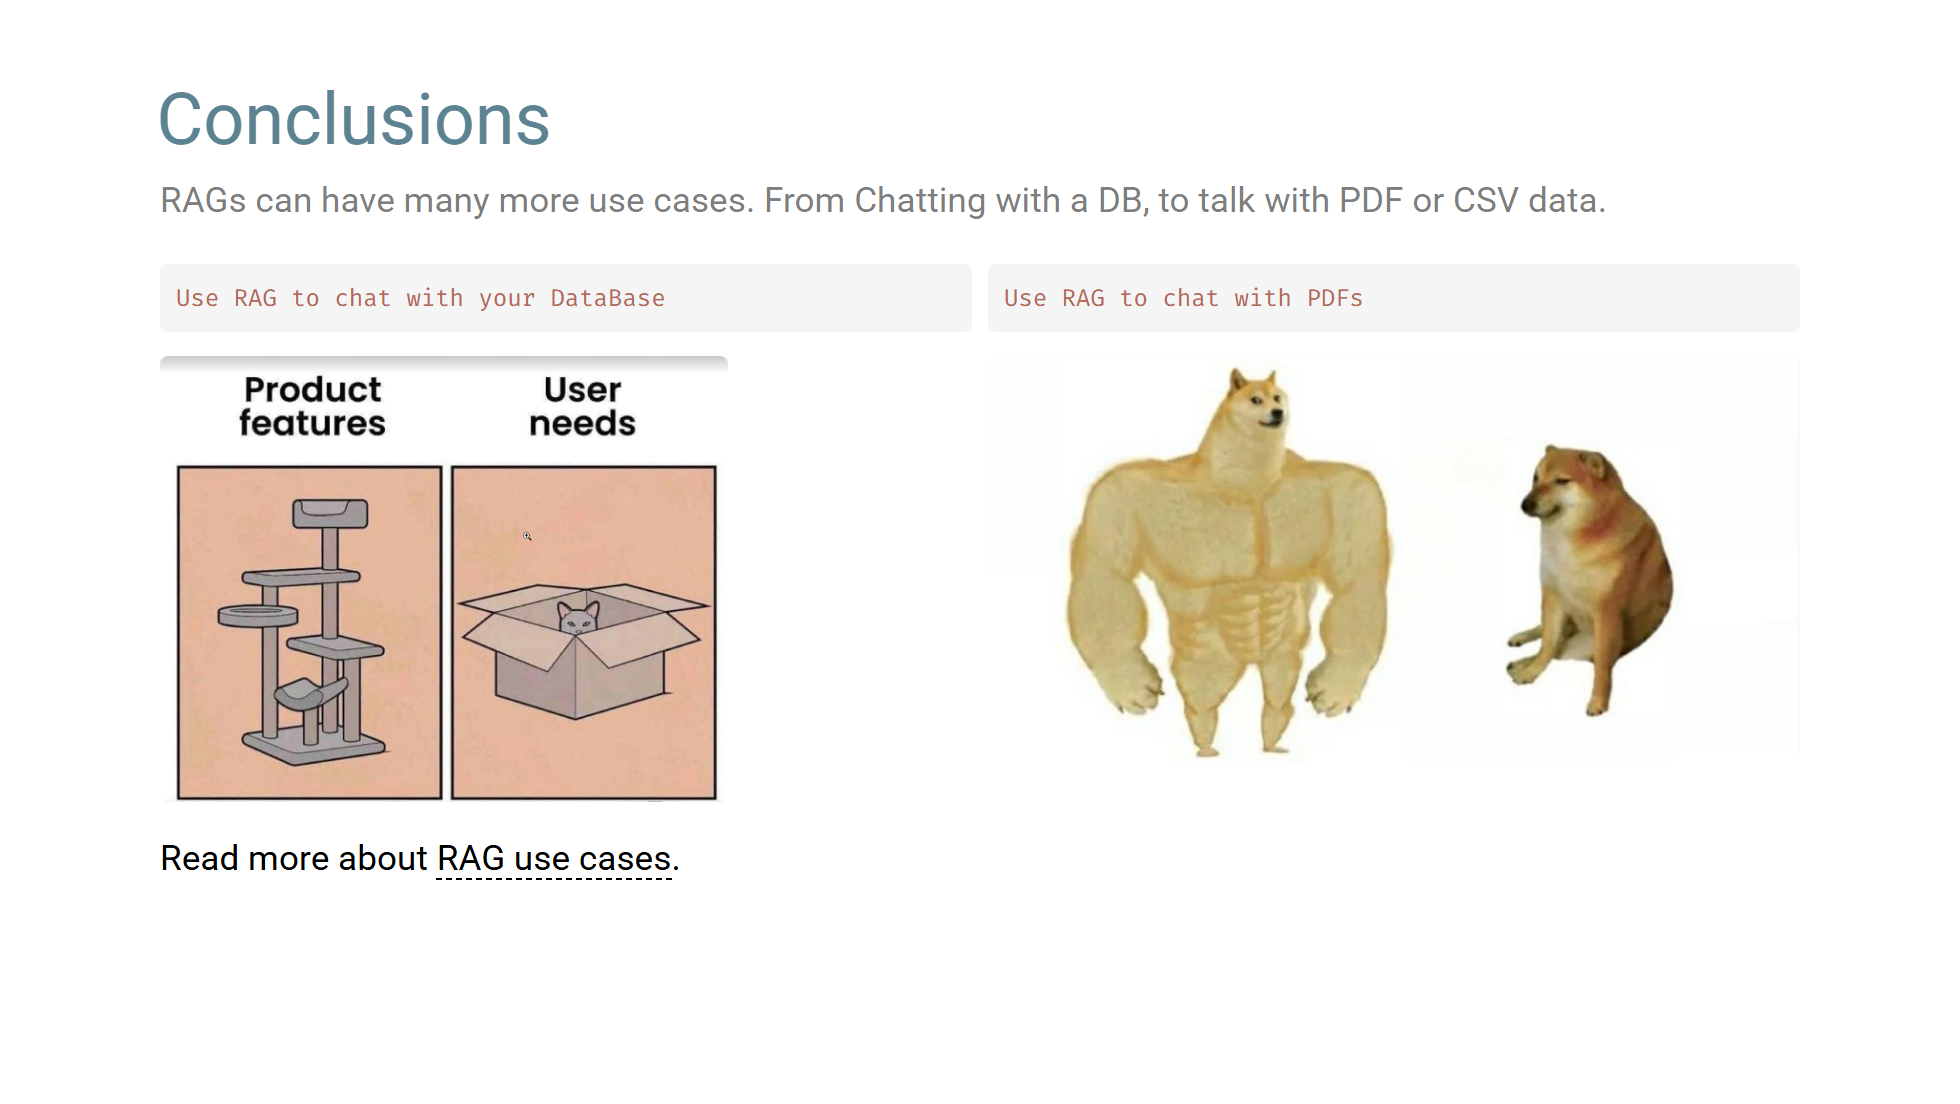 Conclusions
RAGs can have many more use cases. From Chatting with a DB, to talk with PDF or CSV data.
Use RAG to chat with your DataBase
Use RAG to chat with PDFs
Product
features
User
needs
Read more about RAG use cases.